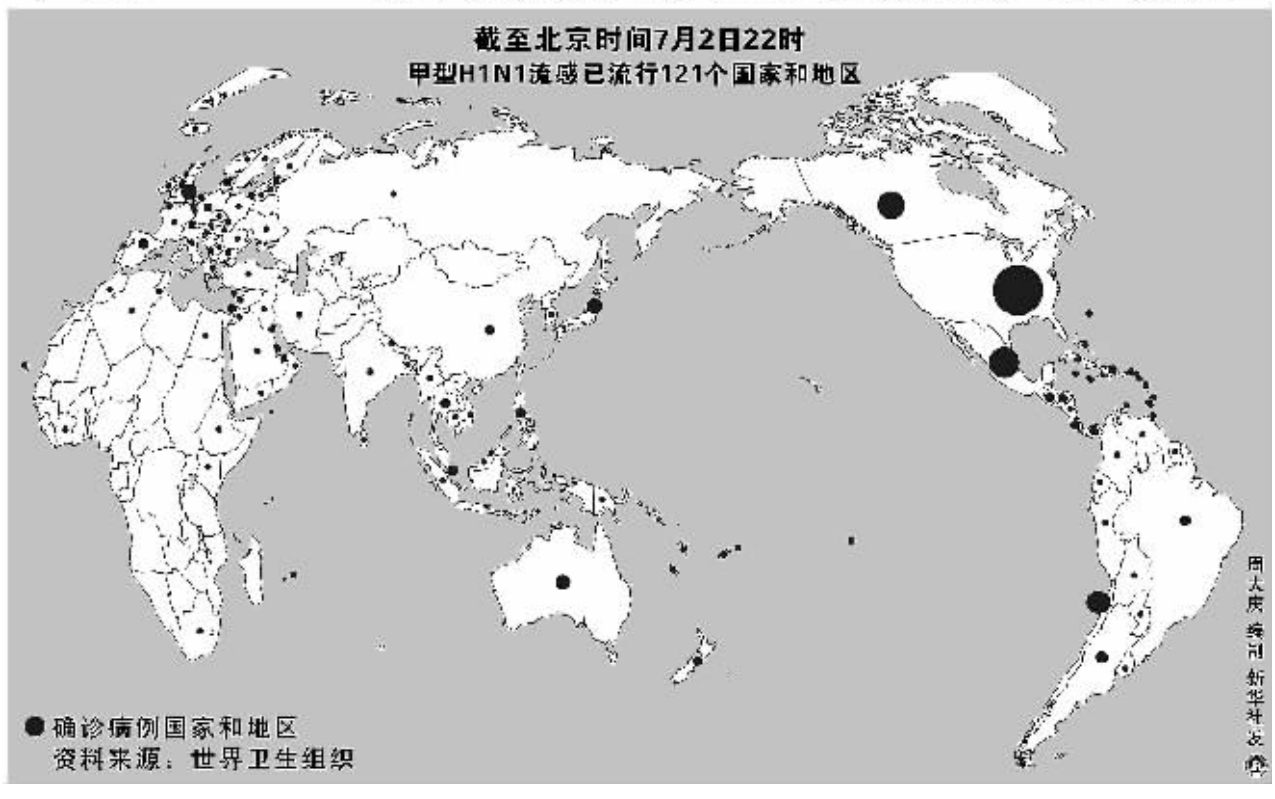 截至北京时间7月2日22时
甲型H1N1流感已流行121个国家和地区
确诊病例国家和地区
资料来源：世界卫生组织
周大庆 编制 新华社发